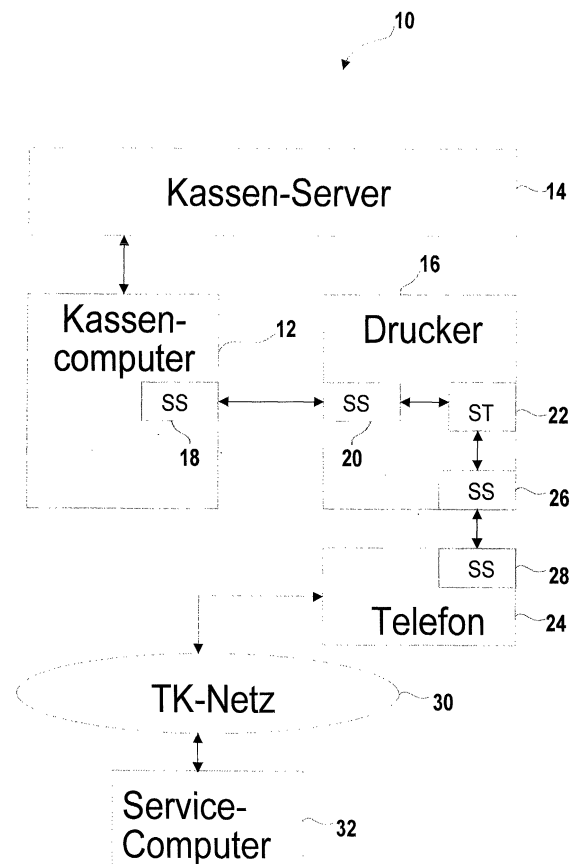 10
Kassen-Server
14
16
Kassen-
computer
12
Drucker
SS
18
SS
20
ST
22
SS
26
SS
28
Telefon
24
TK-Netz
30
Service-
Computer
32